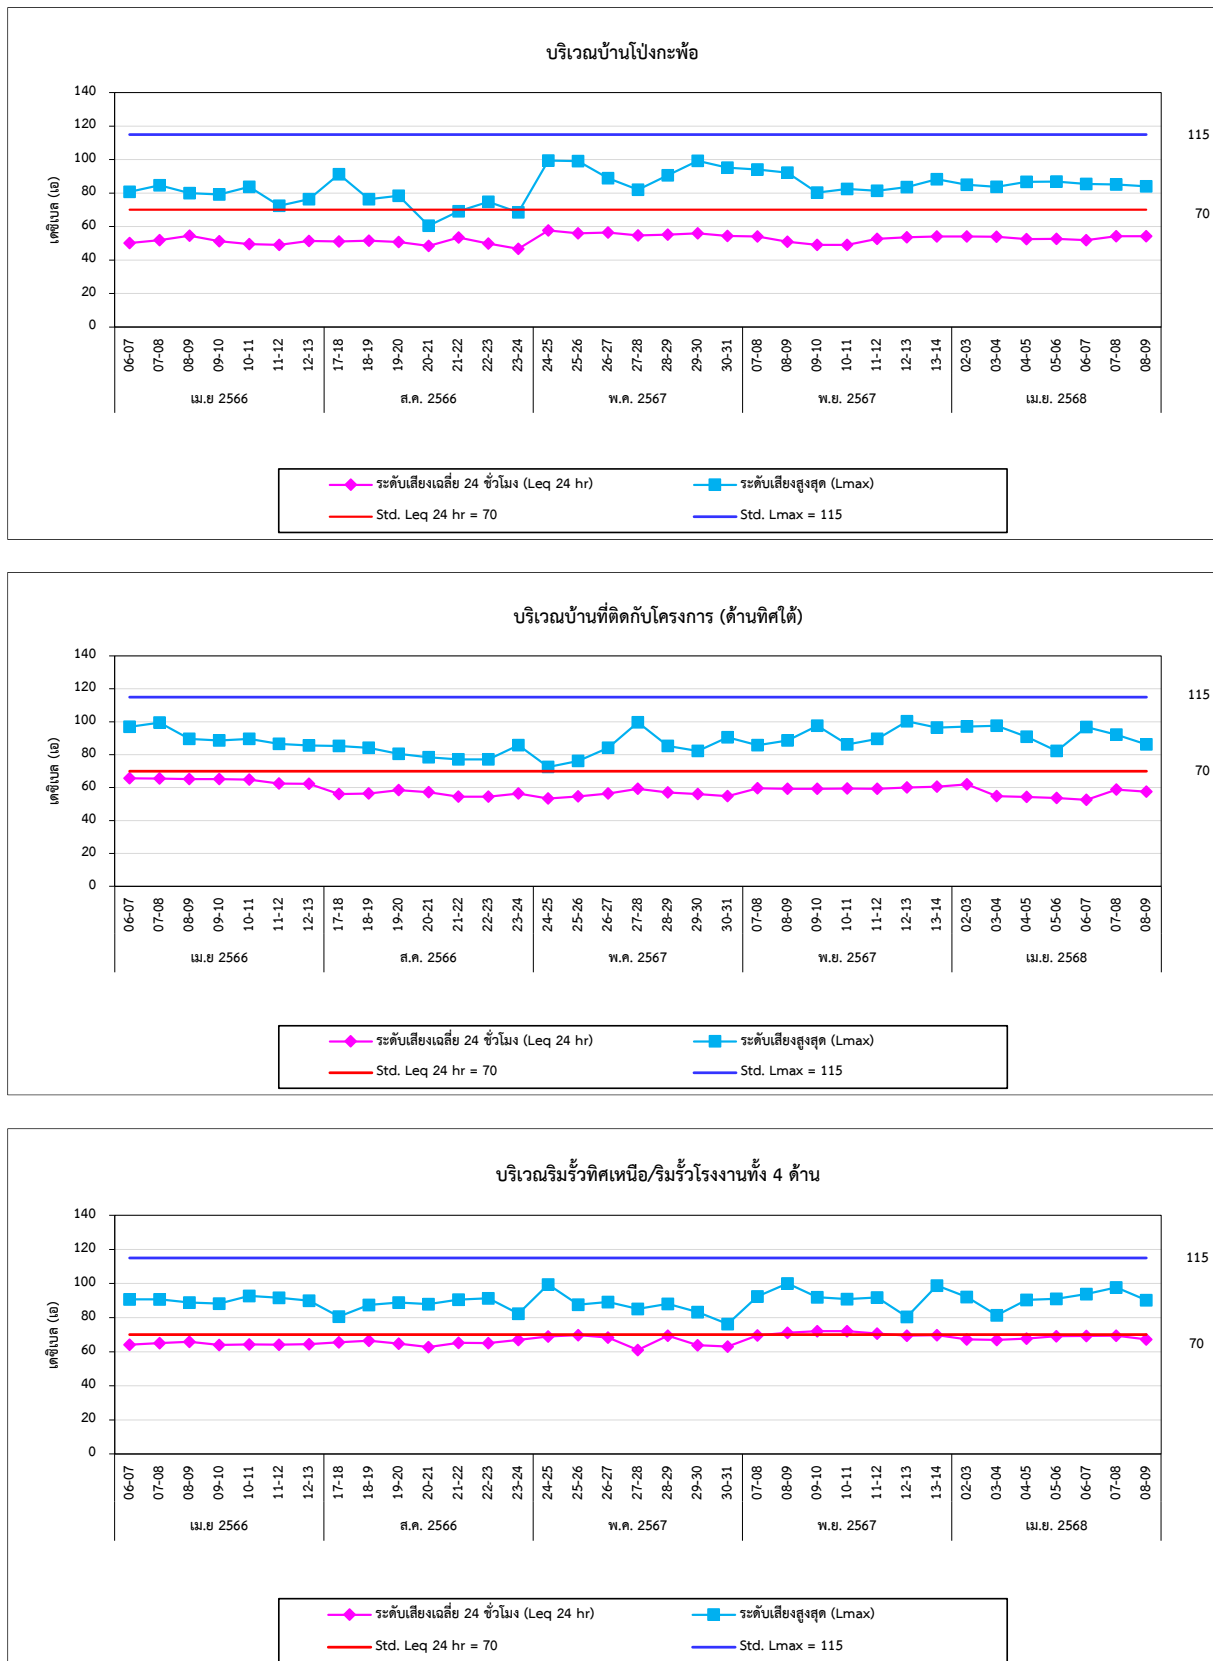 บริเวณบ้านโป่งกะพ้อ
เดซิเบล (เอ)
140
120
100
80
60
40
20
0
115
70
06-07 07-08 08-09 09-10 10-11 11-12 12-13 17-18 18-19 19-20 20-21 21-22 22-23 23-24 24-25 25-26 26-27 27-28 28-29 29-30 30-31 07-08 08-09 09-10 10-11 11-12 12-13 13-14 02-03 03-04 04-05 05-06 06-07 07-08 08-09
เม.ย 2566 ส.ค. 2566 พ.ค. 2567 พ.ย. 2567 เม.ย. 2568
ระดับเสียงเฉลี่ย 24 ชั่วโมง (Leq 24 hr) ระดับเสียงสูงสุด (Lmax)
Std. Leq 24 hr = 70 Std. Lmax = 115
บริเวณบ้านที่ติดกับโครงการ (ด้านทิศใต้)
เดซิเบล (เอ)
140
120
100
80
60
40
20
0
115
70
06-07 07-08 08-09 09-10 10-11 11-12 12-13 17-18 18-19 19-20 20-21 21-22 22-23 23-24 24-25 25-26 26-27 27-28 28-29 29-30 30-31 07-08 08-09 09-10 10-11 11-12 12-13 13-14 02-03 03-04 04-05 05-06 06-07 07-08 08-09
เม.ย 2566 ส.ค. 2566 พ.ค. 2567 พ.ย. 2567 เม.ย. 2568
ระดับเสียงเฉลี่ย 24 ชั่วโมง (Leq 24 hr) ระดับเสียงสูงสุด (Lmax)
Std. Leq 24 hr = 70 Std. Lmax = 115
บริเวณริมรั้วทิศเหนือ/ริมรั้วโรงงานทั้ง 4 ด้าน
เดซิเบล (เอ)
140
120
100
80
60
40
20
0
115
70
06-07 07-08 08-09 09-10 10-11 11-12 12-13 17-18 18-19 19-20 20-21 21-22 22-23 23-24 24-25 25-26 26-27 27-28 28-29 29-30 30-31 07-08 08-09 09-10 10-11 11-12 12-13 13-14 02-03 03-04 04-05 05-06 06-07 07-08 08-09
เม.ย 2566 ส.ค. 2566 พ.ค. 2567 พ.ย. 2567 เม.ย. 2568
ระดับเสียงเฉลี่ย 24 ชั่วโมง (Leq 24 hr) ระดับเสียงสูงสุด (Lmax)
Std. Leq 24 hr = 70 Std. Lmax = 115